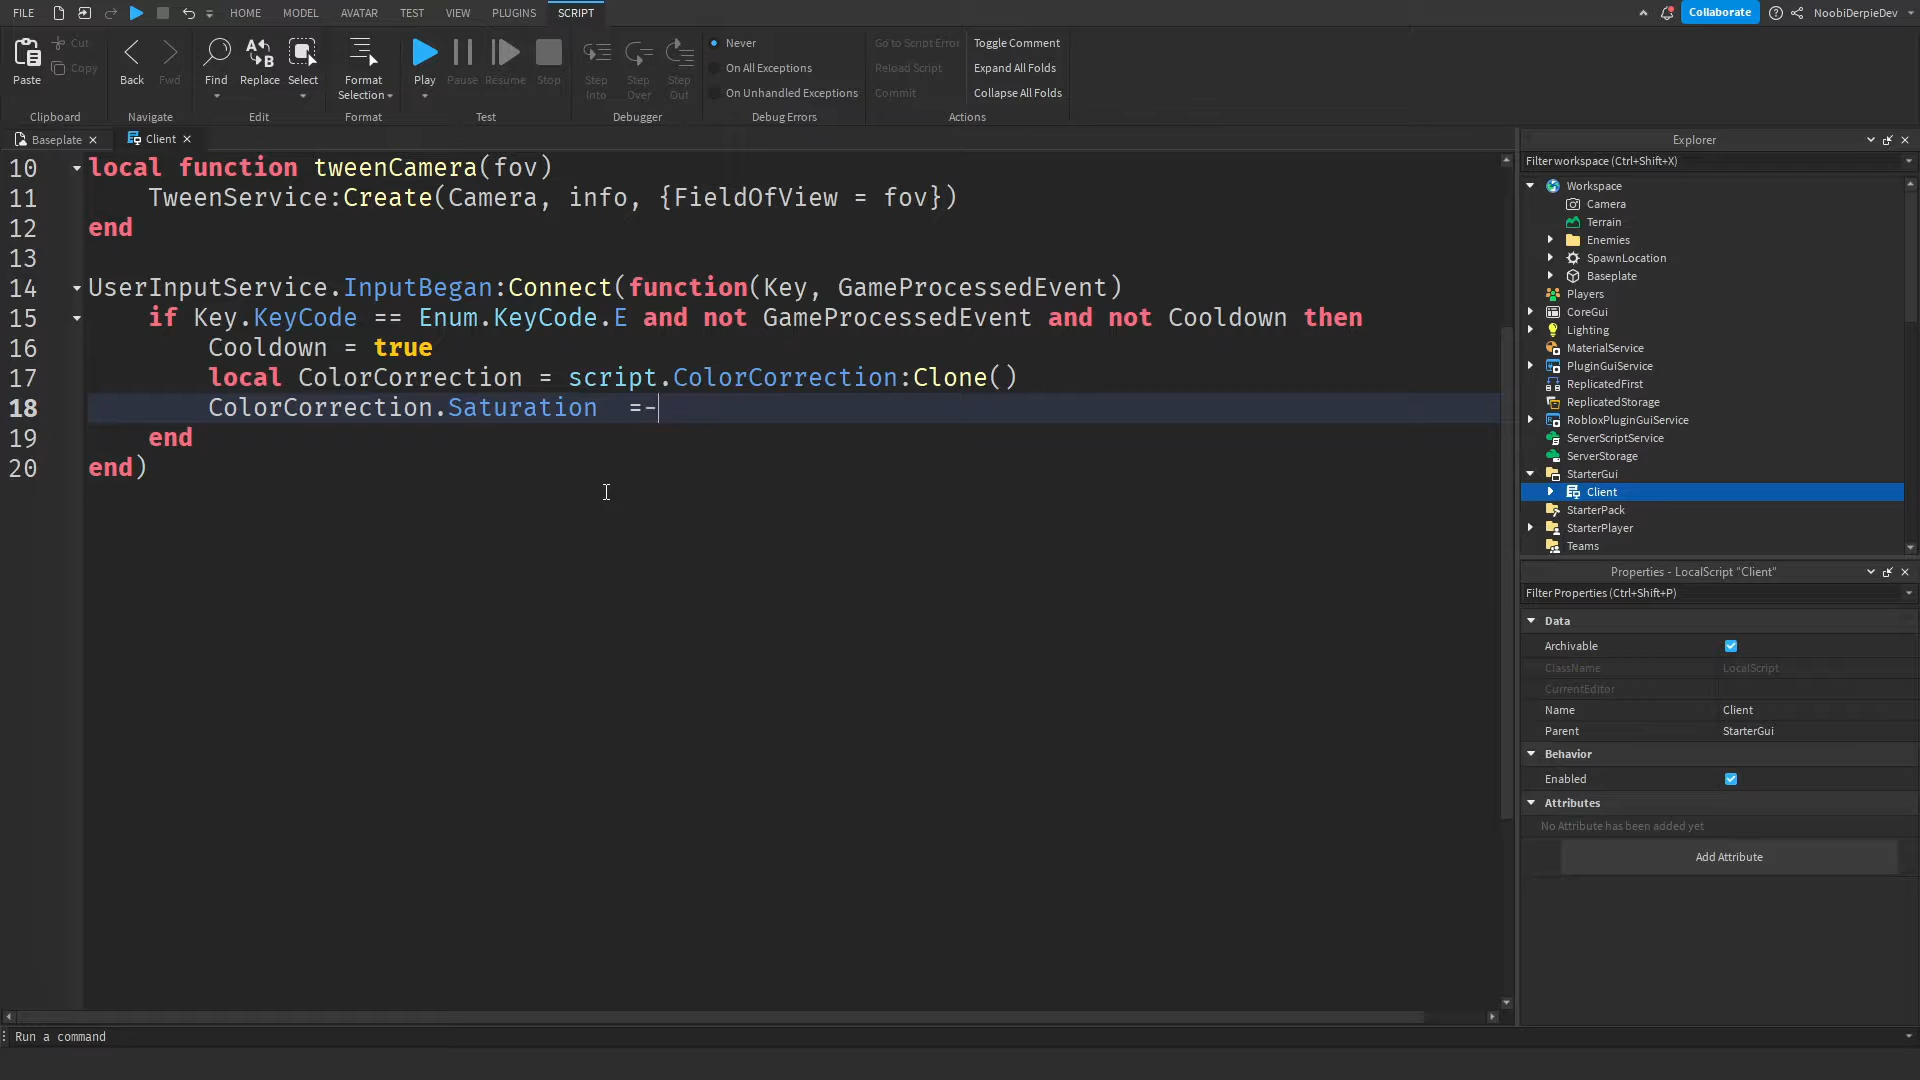 FILE HOME MODEL AVATAR TEST VIEW PLUGINS SCRIPT Collaborate NoobiDerpieDev
Paste Cut Copy
Clipboard
Back Fwd
Navigate
Find Replace Select
Edit
Format Selection
Format
Play Pause Resume Stop
Test
Step Into Step Over Step Out
Debugger
Never
On All Exceptions
On Unhandled Exceptions
Debug Errors
Go to Script Error
Reload Script
Commit
Toggle Comment
Expand All Folds
Collapse All Folds
Actions
Baseplate Client
10 local function tweenCamera(fov)
11 TweenService:Create(Camera, info, {FieldOfView = fov})
12 end
13
14 UserInputService.InputBegan:Connect(function(Key, GameProcessedEvent)
15 if Key.KeyCode == Enum.KeyCode.E and not GameProcessedEvent and not Cooldown then
16 Cooldown = true
17 local ColorCorrection = script.ColorCorrection:Clone()
18 ColorCorrection.Saturation  =-
19 end
20 end)
Explorer
Filter workspace (Ctrl+Shift+X)
Workspace
Camera
Terrain
Enemies
SpawnLocation
Baseplate
Players
CoreGui
Lighting
MaterialService
PluginGuiService
ReplicatedFirst
ReplicatedStorage
RobloxPluginGuiService
ServerScriptService
ServerStorage
StarterGui
Client
StarterPack
StarterPlayer
Teams
Properties - LocalScript "Client"
Filter Properties (Ctrl+Shift+P)
Data
Archivable
ClassName LocalScript
CurrentEditor
Name Client
Parent StarterGui
Behavior
Enabled
Attributes
No Attribute has been added yet
Add Attribute
Run a command